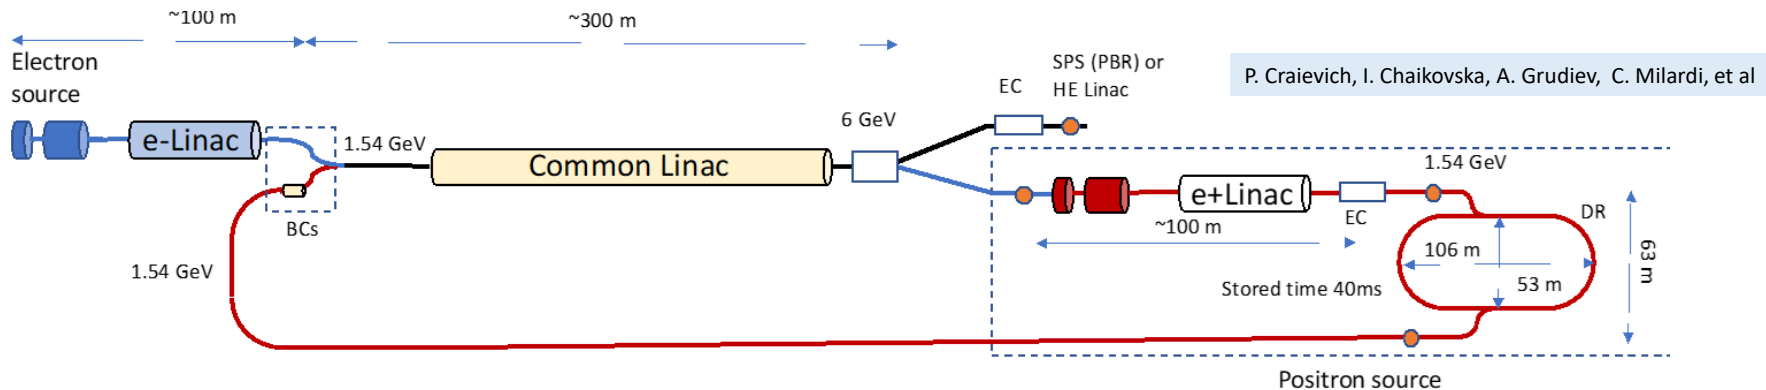 ~100 m
~300 m
Electron
source
SPS (PBR) or
HE Linac
P. Craievich, I. Chaikovska, A. Grudiev, C. Milardi, et al
EC
6 GeV
e-Linac
1.54 GeV
Common Linac
1.54 GeV
e+Linac
BCs
EC
DR
~100 m
106 m
63 m
1.54 GeV
Stored time 40ms
53 m
Positron source